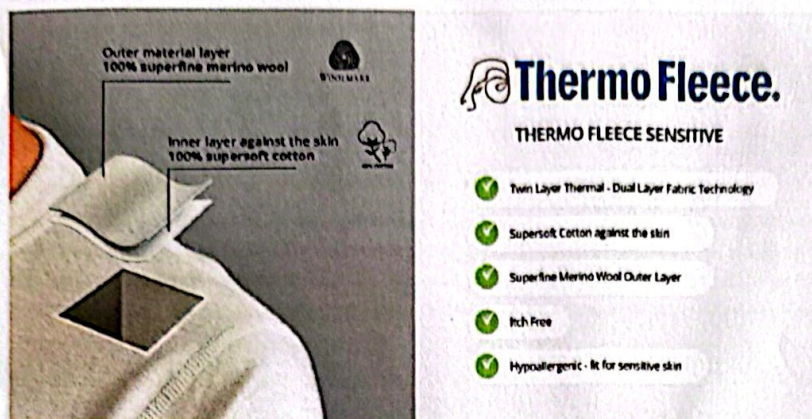 Outer material layer
100% superfine merino wool
WOOLMARK
Inner layer against the skin
100% supersoft cotton
Thermo Fleece.
THERMO FLEECE SENSITIVE
Twin Layer Thermal - Dual Layer Fabric Technology
Supersoft Cotton against the skin
Superfine Merino Wool Outer Layer
Itch Free
Hypoallergenic - fit for sensitive skin